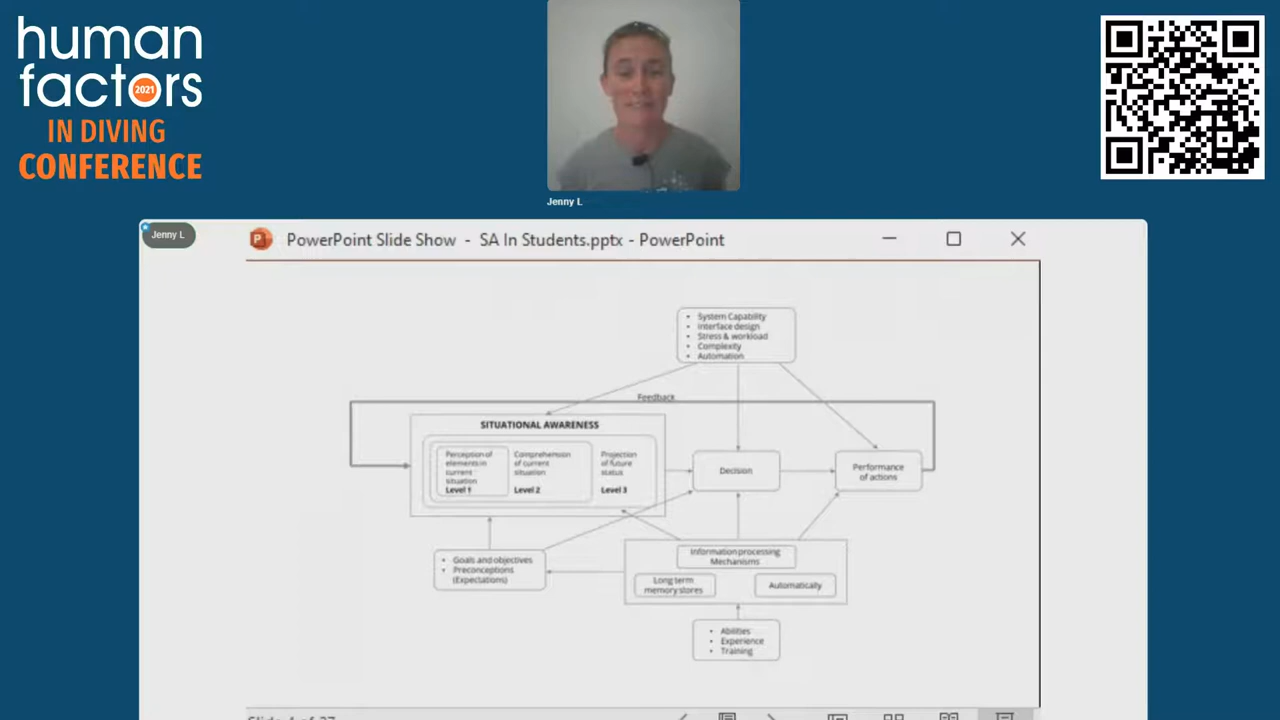 human
factors
2021
IN DIVING
CONFERENCE
Jenny L
Jenny L
PowerPoint Slide Show - SA In Students.pptx - PowerPoint
• System Capability
• Interface design
• Stress & workload
• Complexity
• Automation
Feedback
SITUATIONAL AWARENESS
Perception of
elements in
current
situation
Level 1
Comprehension
of current
situation
Level 2
Projection
of future
status
Level 3
Decision
Performance
of actions
• Goals and objectives
• Preconceptions
(Expectations)
Information processing
Mechanisms
Long term
memory stores
Automatically
• Abilities
• Experience
• Training